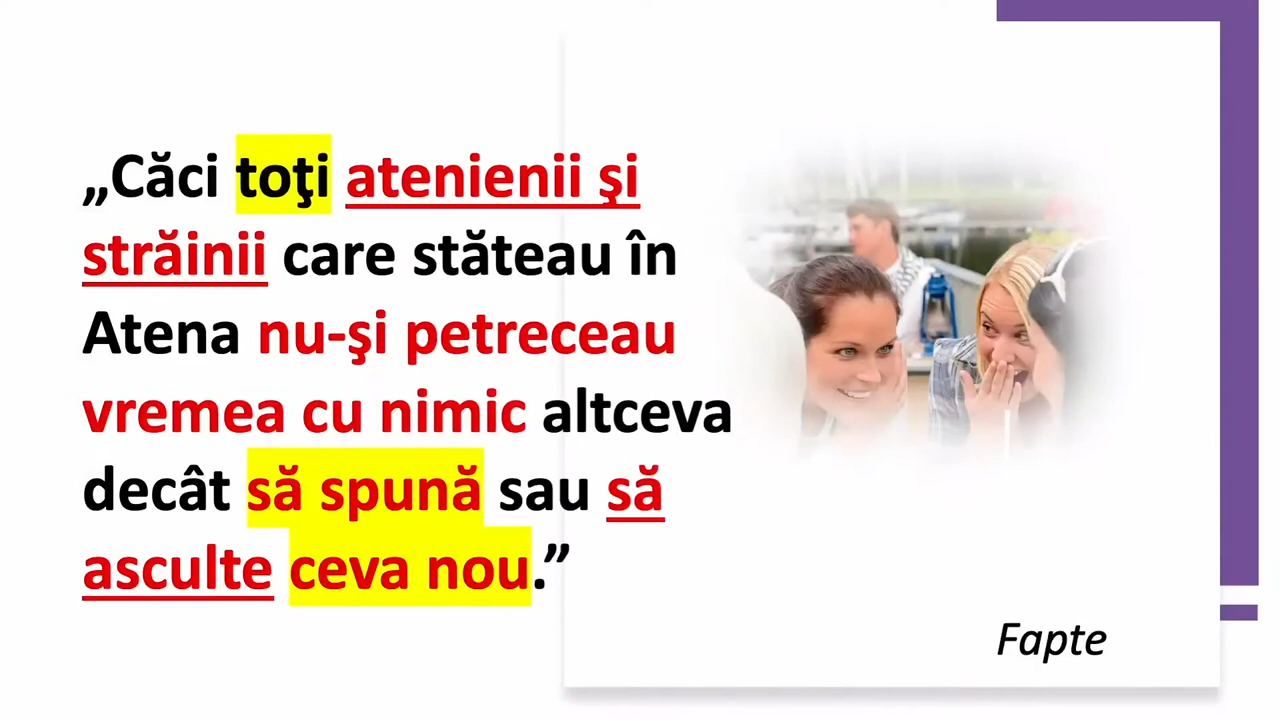 „Căci toţi atenienii şi
străinii care stăteau în
Atena nu-şi petreceau
vremea cu nimic altceva
decât să spună sau să
asculte ceva nou.”
Fapte